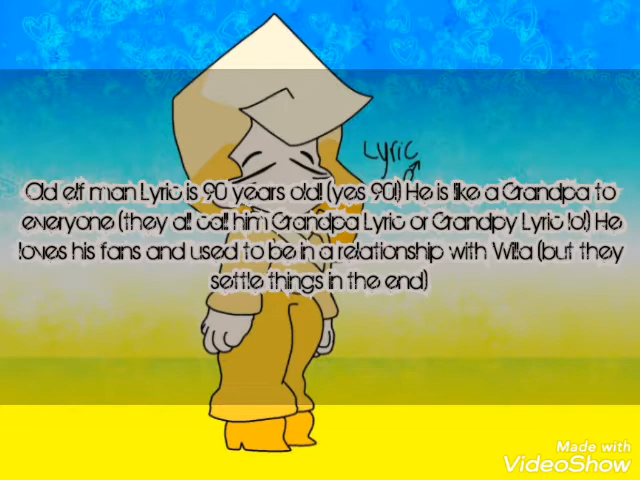 Lyric ♂
Old elf man Lyric is 90 years old! (yes 90!) He is like a Grandpa to
everyone (they all call him Grandpa Lyric or Grandpy Lyric lol) He
loves his fans and used to be in a relationship with Willa (but they
settle things in the end)
Made with
VideoShow